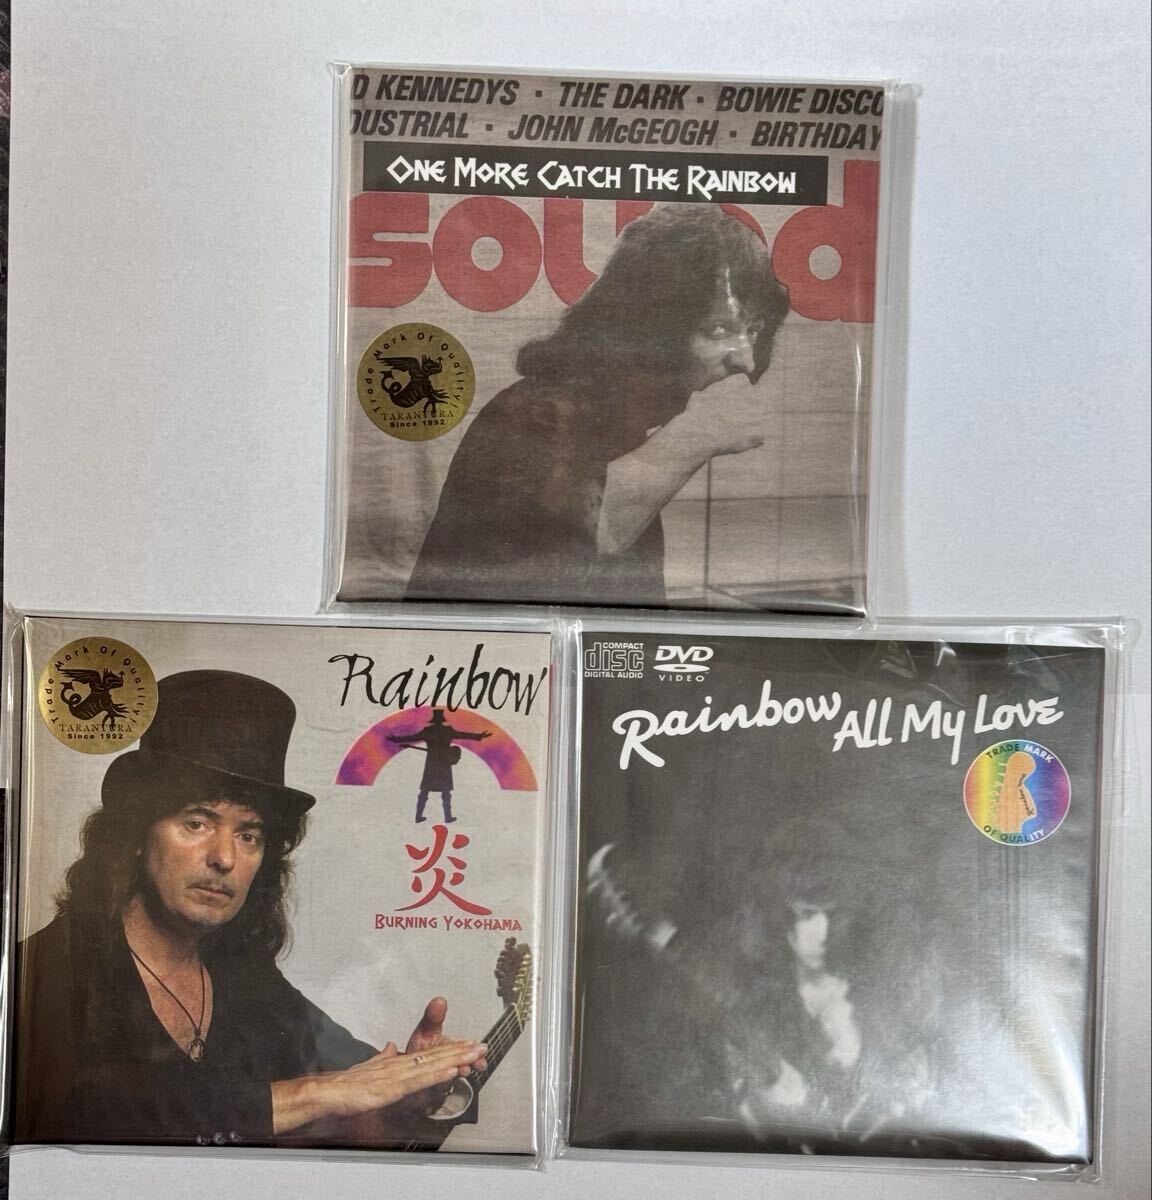 D KENNEDYS · THE DARK · BOWIE DISCO
DUSTRIAL · JOHN McGEOGH · BIRTHDAY
ONE MORE CATCH THE RAINBOW
sound
Trade Mark Of Quality!
TARANTURA
Since 1992
Trade Mark Of Quality!
TARANTURA
Since 1992
Rainbow
炎
BURNING YOKOHAMA
COMPACT
disc
DIGITAL AUDIO
DVD
VIDEO
Rainbow All My Love
TRADE MARK
OF QUALITY